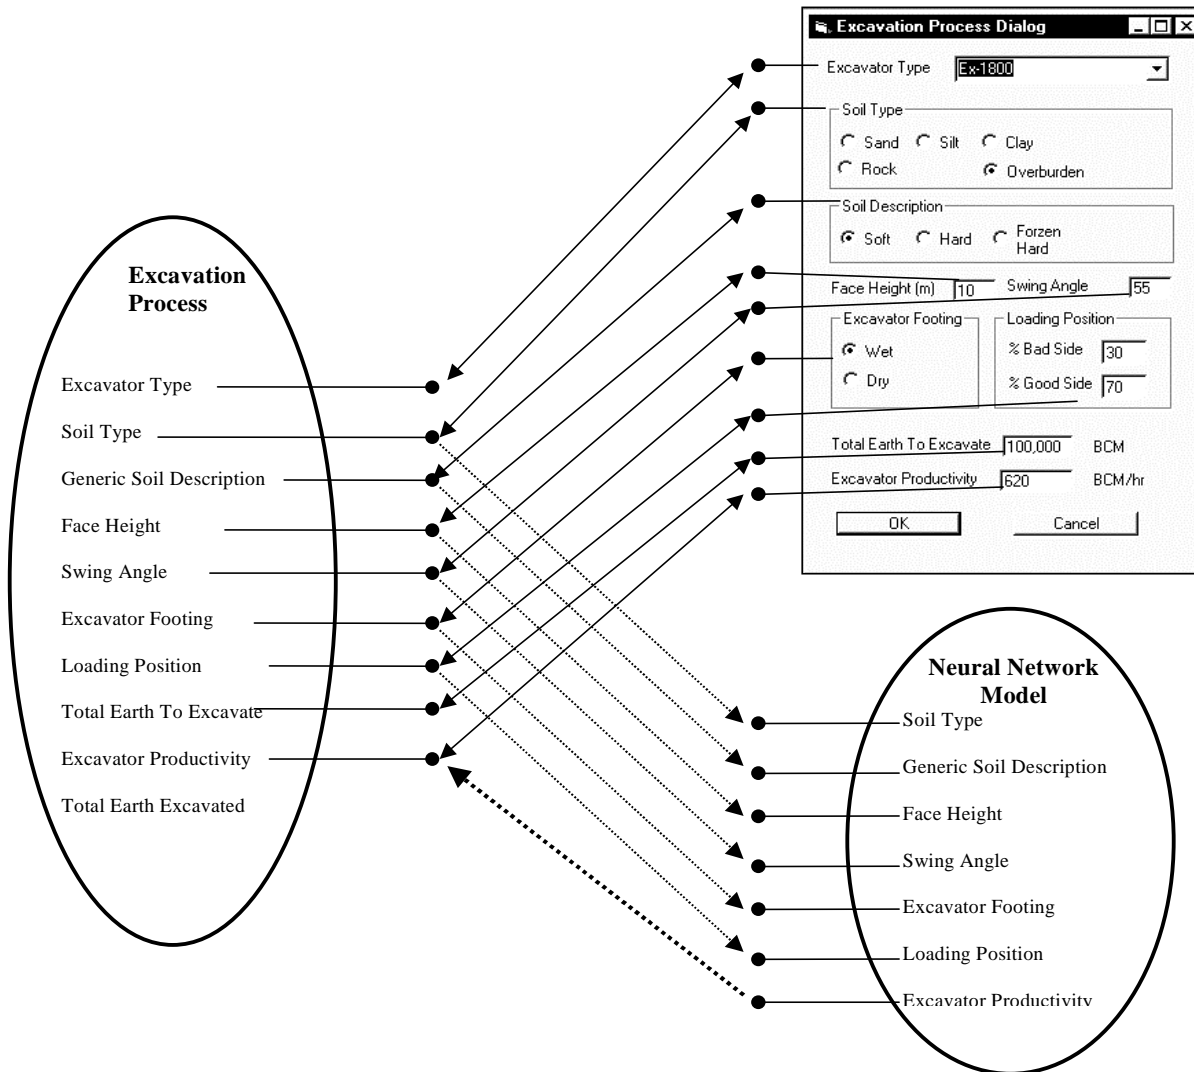 Excavation Process Dialog
Excavator Type Ex-1800
Soil Type
Sand Silt Clay
Rock Overburden
Soil Description
Soft Hard Forzen
Hard
Face Height (m) 10 Swing Angle 55
Excavator Footing Loading Position
Wet % Bad Side 30
Dry % Good Side 70
Total Earth To Excavate 100,000 BCM
Excavator Productivity 620 BCM/hr
OK Cancel
Excavation
Process
Excavator Type
Soil Type
Generic Soil Description
Face Height
Swing Angle
Excavator Footing
Loading Position
Total Earth To Excavate
Excavator Productivity
Total Earth Excavated
Neural Network
Model
Soil Type
Generic Soil Description
Face Height
Swing Angle
Excavator Footing
Loading Position
Excavator Productivity